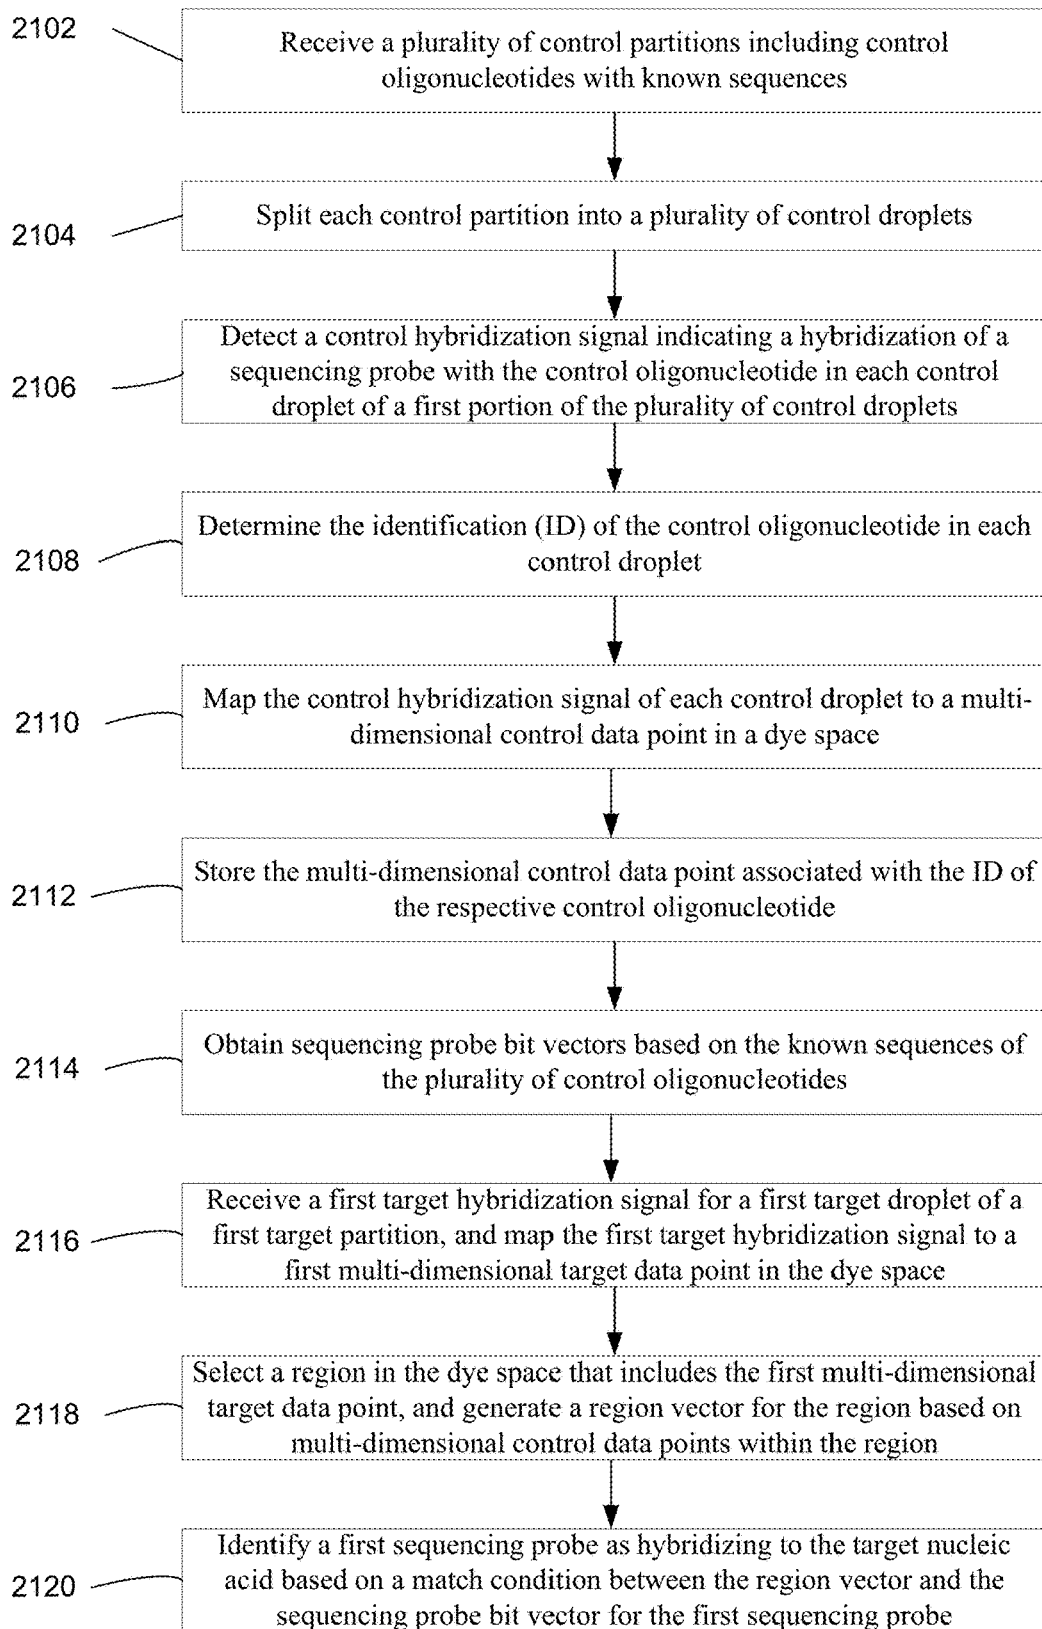 2102
Receive a plurality of control partitions including control
oligonucleotides with known sequences
2104
Split each control partition into a plurality of control droplets
2106
Detect a control hybridization signal indicating a hybridization of a
sequencing probe with the control oligonucleotide in each control
droplet of a first portion of the plurality of control droplets
2108
Determine the identification (ID) of the control oligonucleotide in each
control droplet
2110
Map the control hybridization signal of each control droplet to a multi-
dimensional control data point in a dye space
2112
Store the multi-dimensional control data point associated with the ID of
the respective control oligonucleotide
2114
Obtain sequencing probe bit vectors based on the known sequences of
the plurality of control oligonucleotides
2116
Receive a first target hybridization signal for a first target droplet of a
first target partition, and map the first target hybridization signal to a
first multi-dimensional target data point in the dye space
2118
Select a region in the dye space that includes the first multi-dimensional
target data point, and generate a region vector for the region based on
multi-dimensional control data points within the region
2120
Identify a first sequencing probe as hybridizing to the target nucleic
acid based on a match condition between the region vector and the
sequencing probe bit vector for the first sequencing probe